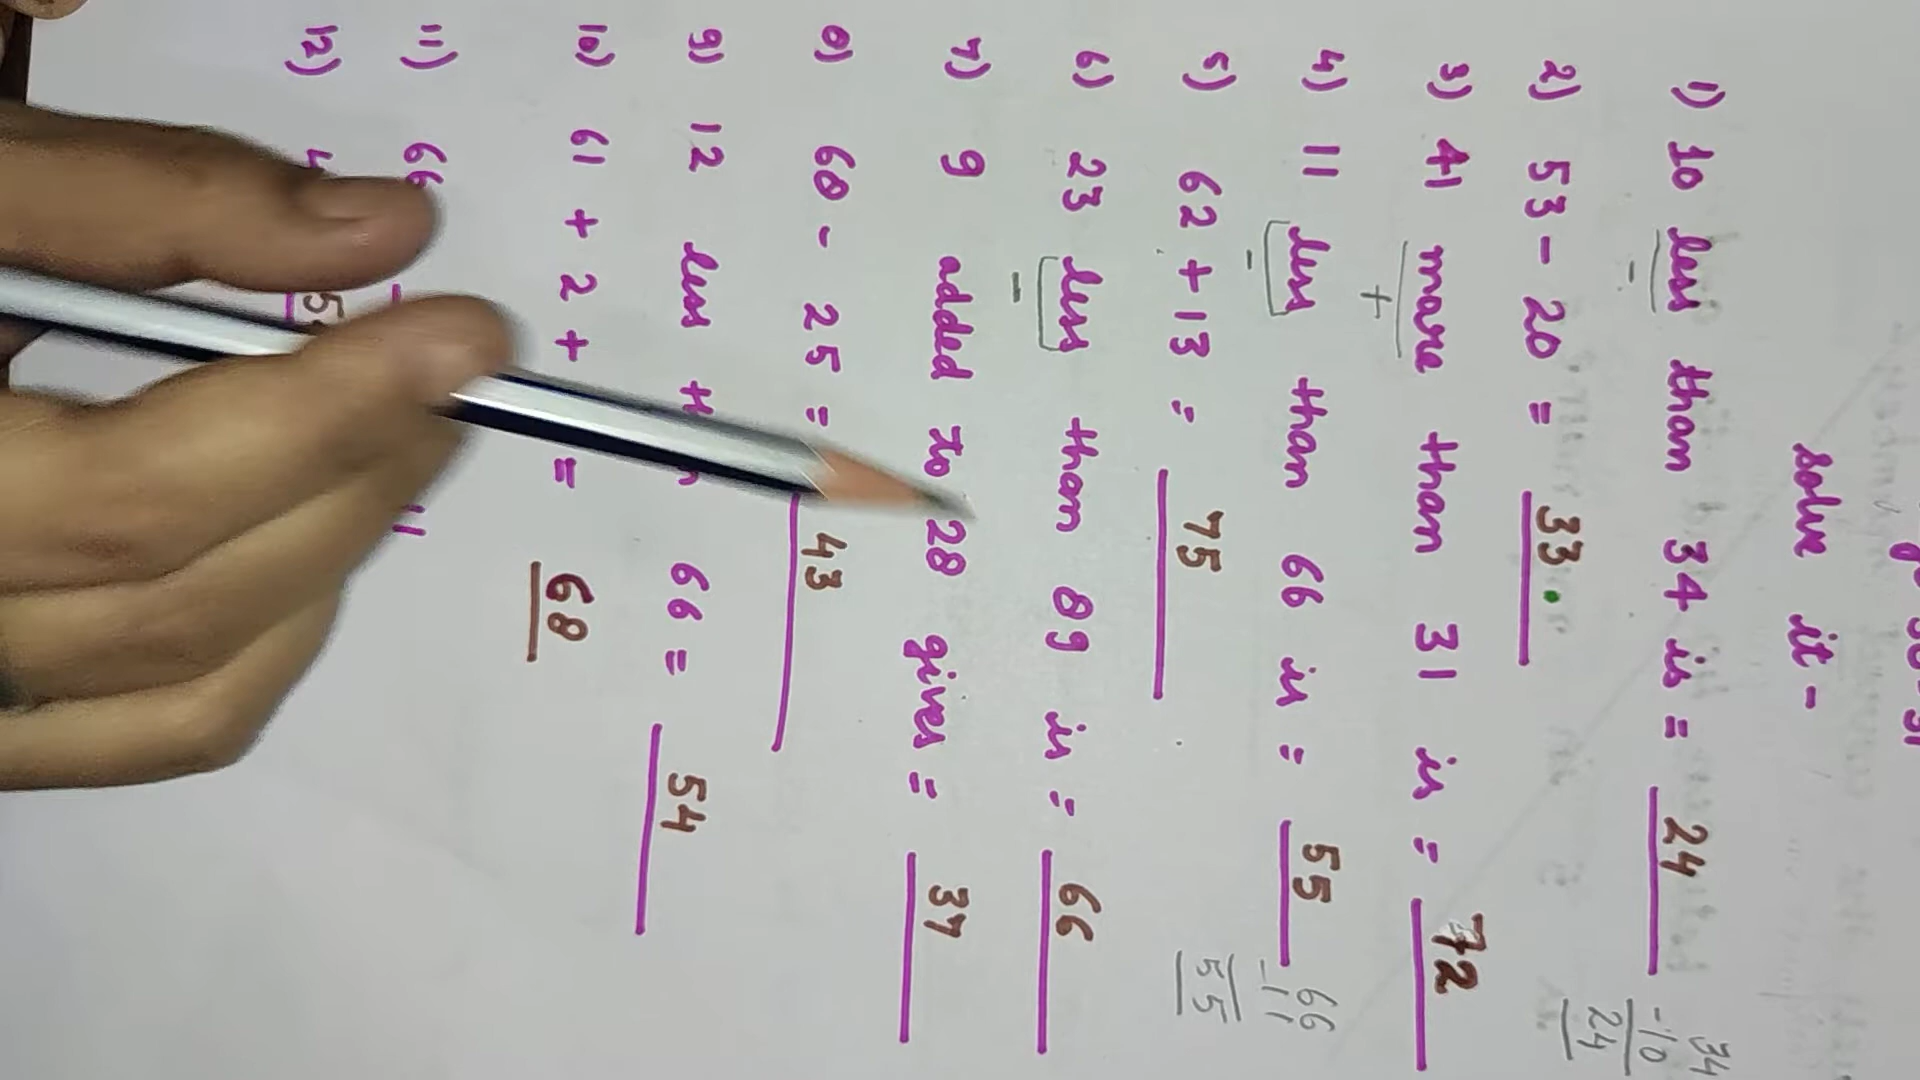 solve it -
1) 10 less than 34 is = 24
-
34
-10
24
2) 53 - 20 = 33
3) 41 more than 31 is = 72
+
4) 11 less than 66 is = 55
-
66
-11
55
5) 62 + 13 = 75
6) 23 less than 89 is = 66
-
7) 9 added to 28 gives = 37
8) 68 - 25 = 43
9) 12 less 66 = 54
10) 61 + 2 + = 68
11) 66 - 11
12)